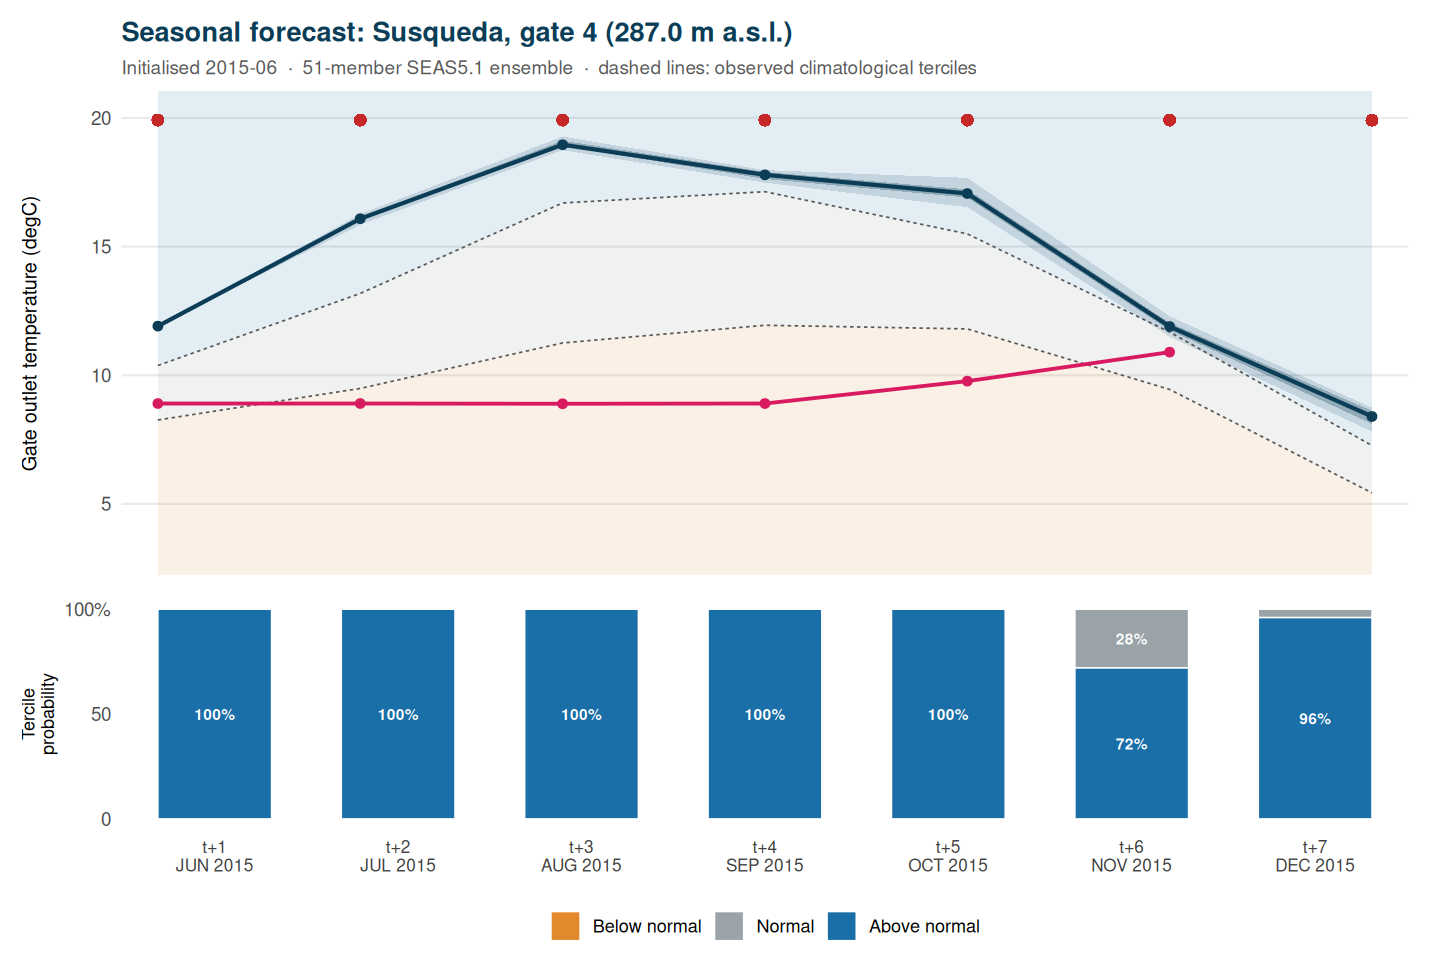 Seasonal forecast: Susqueda, gate 4 (287.0 m a.s.l.)
Initialised 2015-06 · 51-member SEAS5.1 ensemble · dashed lines: observed climatological terciles
Gate outlet temperature (degC)
20
15
10
5
Tercile
probability
100%
50
0
100%
100%
100%
100%
100%
28%
72%
96%
t+1
JUN 2015
t+2
JUL 2015
t+3
AUG 2015
t+4
SEP 2015
t+5
OCT 2015
t+6
NOV 2015
t+7
DEC 2015
Below normal
Normal
Above normal